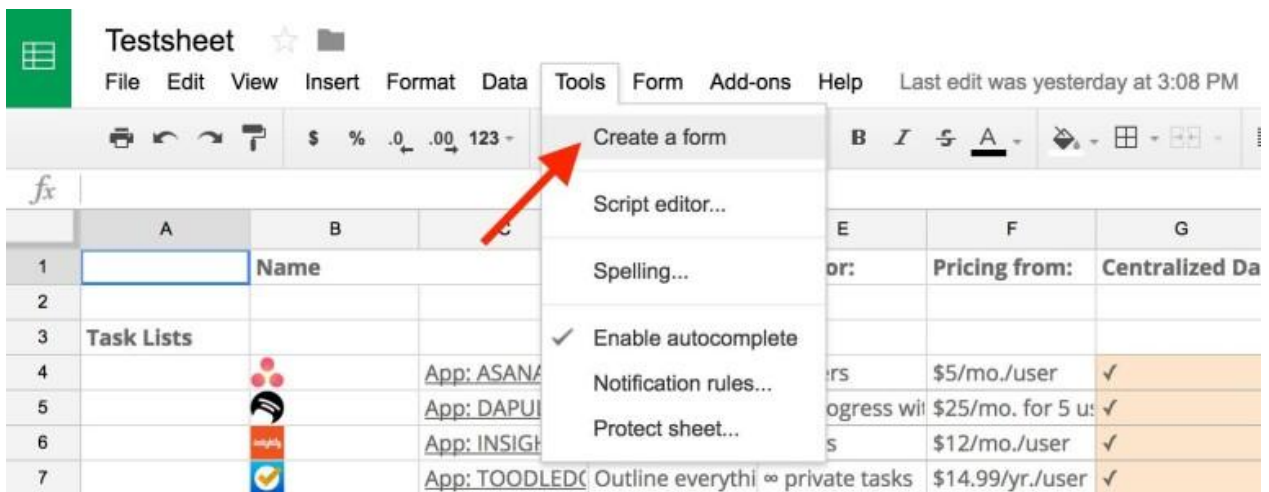 Testsheet
File Edit View Insert Format Data Tools Form Add-ons Help Last edit was yesterday at 3:08 PM
$ % .0 .00 123 Create a form B I S A
fx
Script editor...
A B C E F G
Spelling...
1 Name or: Pricing from: Centralized Da
2
3 Task Lists ✓ Enable autocomplete
4 App: ASANA ers $5/mo./user ✓
Notification rules...
5 App: DAPUL ogress wit $25/mo. for 5 us ✓
Protect sheet...
6 insightly App: INSIGH s $12/mo./user ✓
7 App: TOODLEDO Outline everythi ∞ private tasks $14.99/yr./user ✓